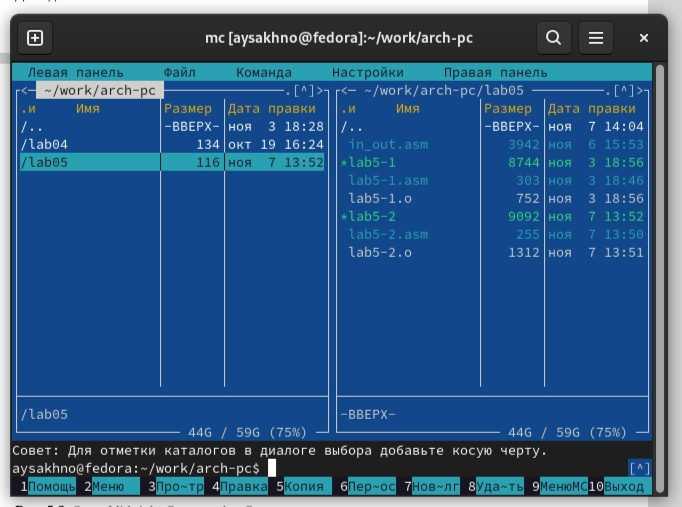 mc [aysakhno@fedora]:~/work/arch-pc
Левая панель Файл Команда Настройки Правая панель
<— ~/work/arch-pc .[^]> <— ~/work/arch-pc/lab05 .[^]>
.и Имя Размер Дата правки .и Имя Размер Дата правки
/.. -ВВЕРХ- ноя 3 18:28 /.. -ВВЕРХ- ноя 7 14:04
/lab04 134 окт 19 16:24 in_out.asm 3942 ноя 6 15:53
/lab05 116 ноя 7 13:52 *lab5-1 8744 ноя 3 18:56
lab5-1.asm 303 ноя 3 18:46
lab5-1.o 752 ноя 3 18:56
*lab5-2 9092 ноя 7 13:52
lab5-2.asm 255 ноя 7 13:50
lab5-2.o 1312 ноя 7 13:51
/lab05 -ВВЕРХ-
44G / 59G (75%) 44G / 59G (75%)
Совет: Для отметки каталогов в диалоге выбора добавьте косую черту.
aysakhno@fedora:~/work/arch-pc$ [^]
1Помощь 2Меню 3Про~тр 4Правка 5Копия 6Пер~ос 7Нов~лг 8Уда~ть 9МенюMC 10Выход